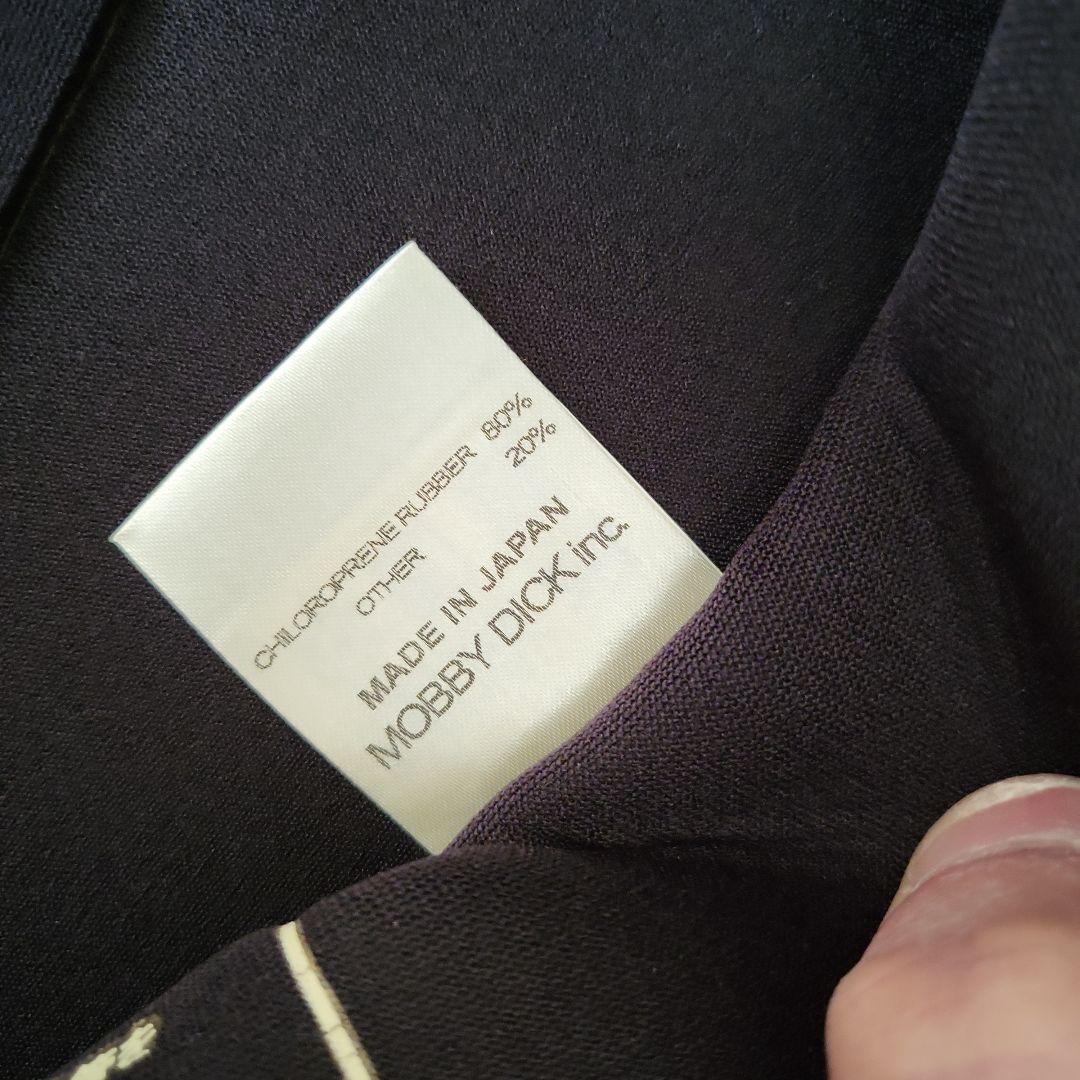 CHLOROPRENE RUBBER 80%
OTHER 20%
MADE IN JAPAN
MOBBY DICK inc.